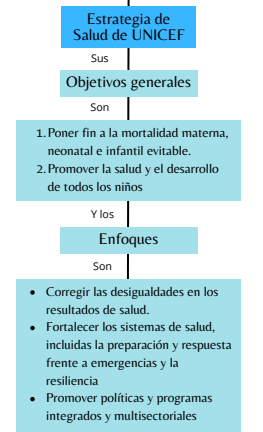 Estrategia de
Salud de UNICEF
Sus
Objetivos generales
Son
1. Poner fin a la mortalidad materna,
neonatal e infantil evitable.
2. Promover la salud y el desarrollo
de todos los niños
Y los
Enfoques
Son
• Corregir las desigualdades en los
resultados de salud.
• Fortalecer los sistemas de salud,
incluidas la preparación y respuesta
frente a emergencias y la
resiliencia
• Promover políticas y programas
integrados y multisectoriales